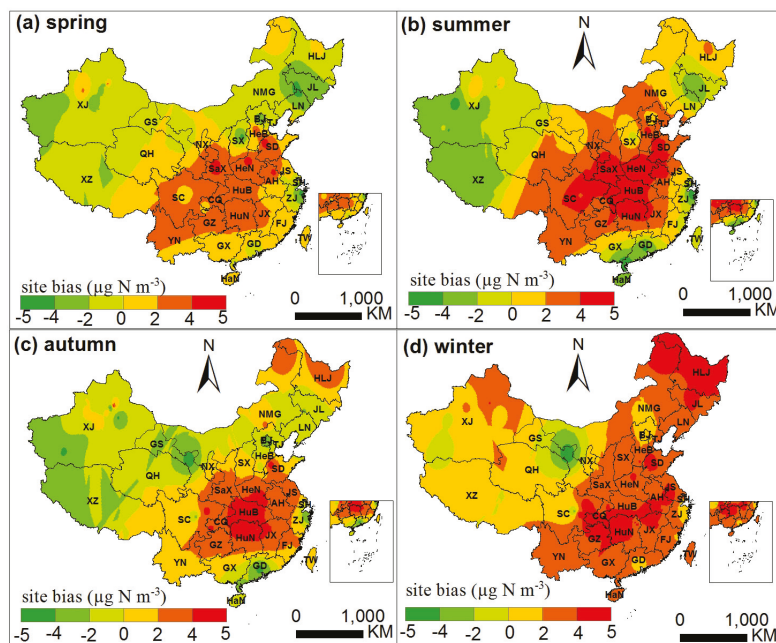 (a) spring
N
HLJ
NMG
JL
LN
XJ
GS
BJ
TJ
HeB
SX
SD
NX
QH
SaX
HeN
JS
AH
SH
XZ
SC
CQ
HuB
ZJ
HuN
JX
GZ
FJ
YN
GX
GD
TW
HaN
site bias (µg N m⁻³)
-5 -4 -2 0 2 4 5
0 1,000
KM
(b) summer
HLJ
NMG
JL
LN
XJ
GS
BJ
TJ
HeB
SX
SD
NX
QH
SaX
HeN
JS
AH
SH
XZ
SC
CQ
HuB
ZJ
HuN
JX
GZ
FJ
YN
GX
GD
TW
HaN
site bias (µg N m⁻³)
-5 -4 -2 0 2 4 5
0 1,000
KM
(c) autumn
N
HLJ
NMG
JL
LN
XJ
GS
BJ
TJ
HeB
SX
SD
NX
QH
SaX
HeN
JS
AH
SH
XZ
SC
CQ
HuB
ZJ
HuN
JX
GZ
FJ
YN
GX
GD
TW
HaN
site bias (µg N m⁻³)
-5 -4 -2 0 2 4 5
0 1,000
KM
(d) winter
N
HLJ
NMG
JL
LN
XJ
GS
BJ
TJ
HeB
SX
SD
NX
QH
SaX
HeN
JS
AH
SH
XZ
SC
CQ
HuB
ZJ
HuN
JX
GZ
FJ
YN
GX
GD
TW
HaN
site bias (µg N m⁻³)
-5 -4 -2 0 2 4 5
0 1,000
KM